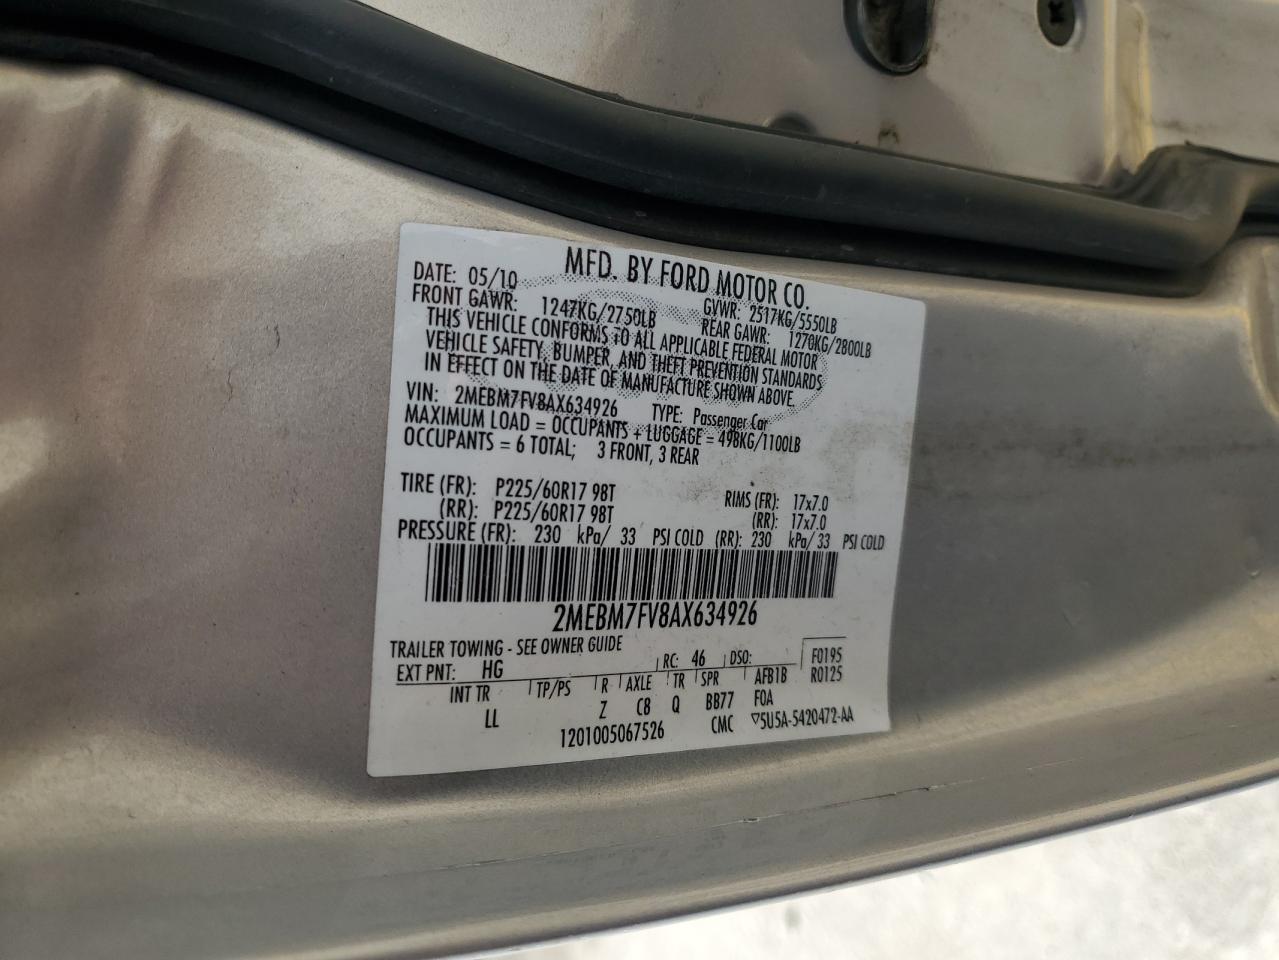 MFD. BY FORD MOTOR CO.
DATE: 05/10 GVWR: 2517KG/5550LB
FRONT GAWR: 1247KG/2750LB REAR GAWR: 1270KG/2800LB
THIS VEHICLE CONFORMS TO ALL APPLICABLE FEDERAL MOTOR
VEHICLE SAFETY, BUMPER, AND THEFT PREVENTION STANDARDS
IN EFFECT ON THE DATE OF MANUFACTURE SHOWN ABOVE.
VIN: 2MEBM7FV8AX634926 TYPE: Passenger Car
MAXIMUM LOAD = OCCUPANTS + LUGGAGE = 498KG/1100LB
OCCUPANTS = 6 TOTAL; 3 FRONT, 3 REAR
TIRE (FR): P225/60R17 98T RIMS (FR): 17x7.0
(RR): P225/60R17 98T (RR): 17x7.0
PRESSURE (FR): 230 kPa/ 33 PSI COLD (RR): 230 kPa/ 33 PSI COLD
2MEBM7FV8AX634926
TRAILER TOWING - SEE OWNER GUIDE
EXT PNT: HG RC: 46 DSO: F0195
R0125
INT TR TP/PS R AXLE TR SPR AFB1B
LL Z C8 Q BB77 FOA
1201005067526 CMC ▽5U5A-5420472-AA